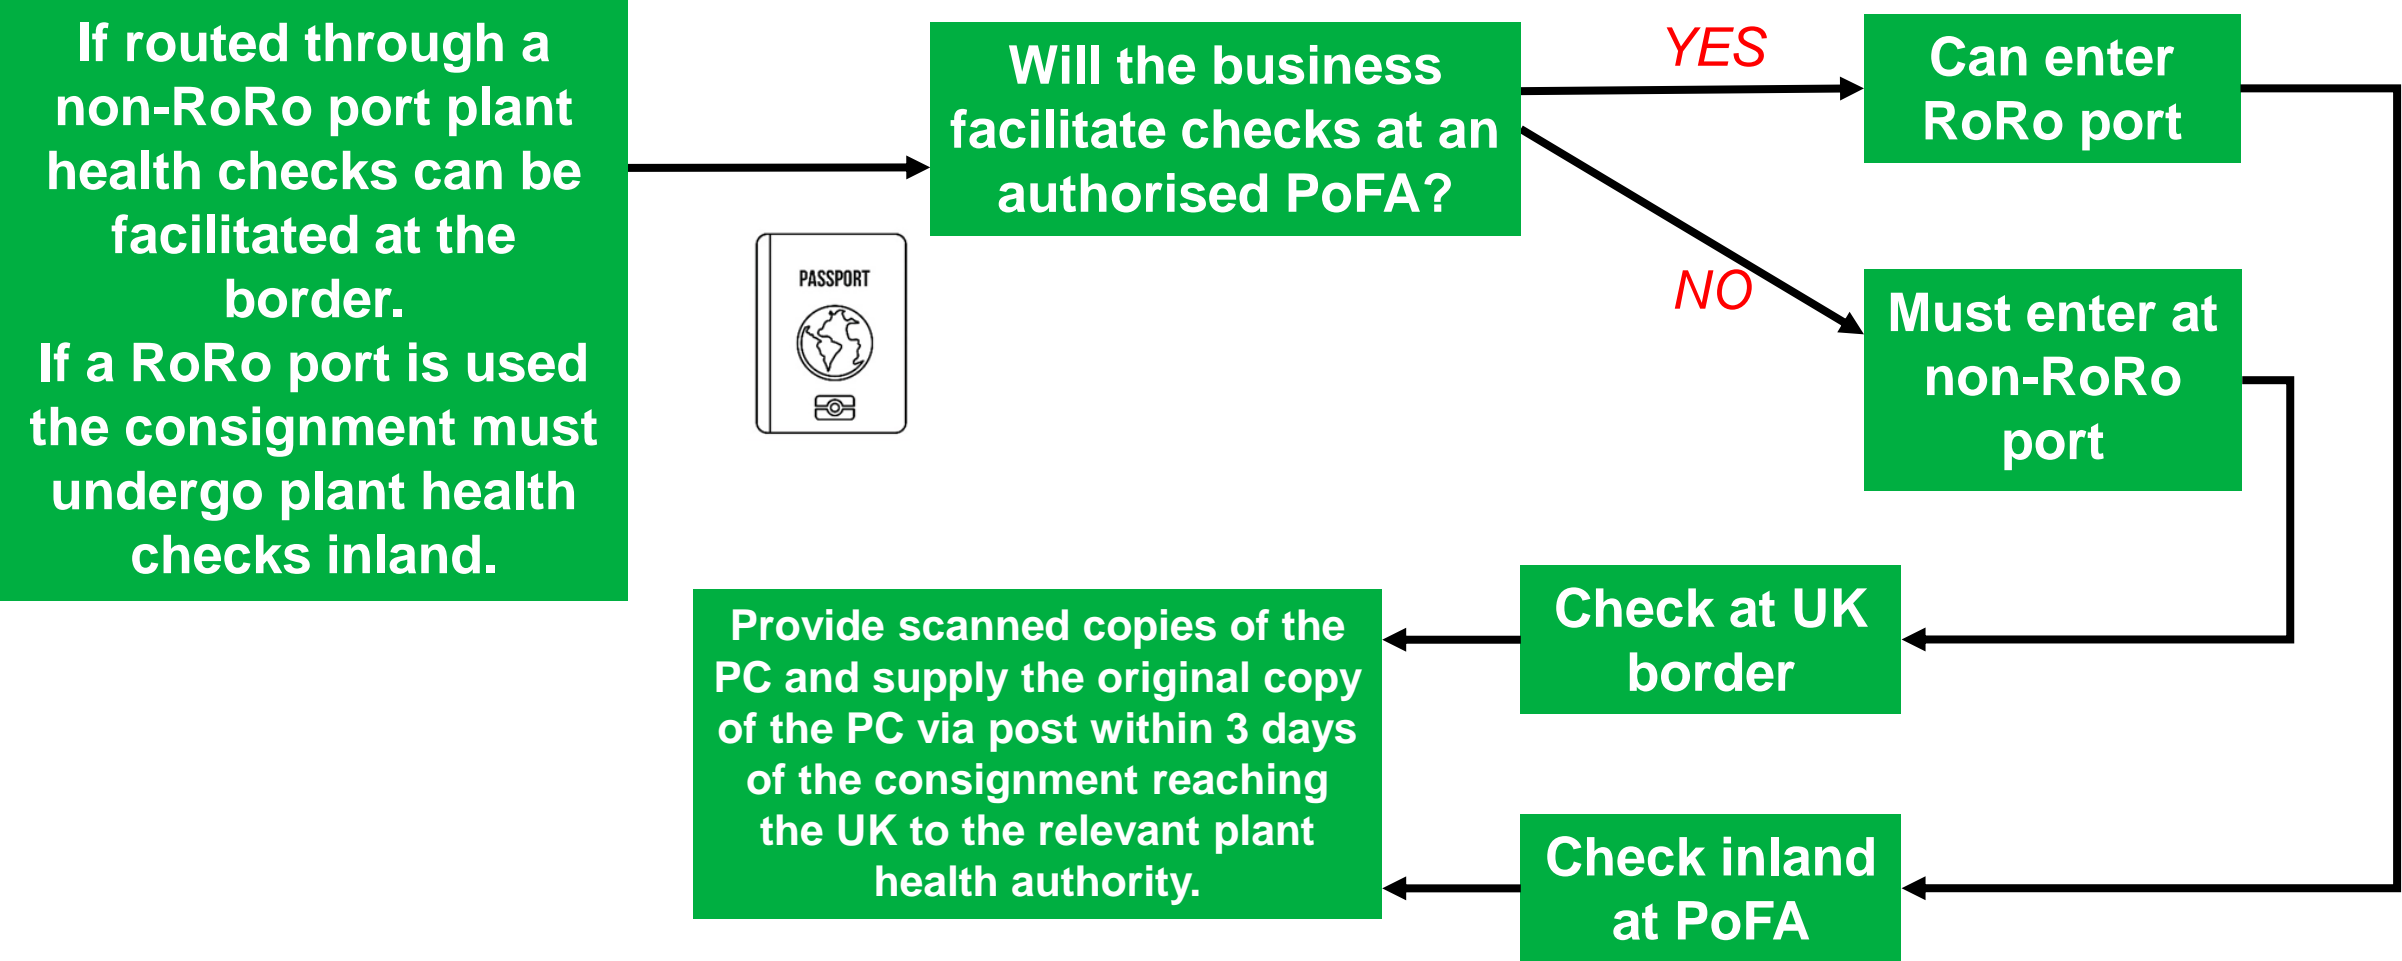 If routed through a
non-RoRo port plant
health checks can be
facilitated at the
border.
If a RoRo port is used
the consignment must
undergo plant health
checks inland.
PASSPORT
Will the business
facilitate checks at an
authorised PoFA?
YES
NO
Can enter
RoRo port
Must enter at
non-RoRo
port
Check at UK
border
Check inland
at PoFA
Provide scanned copies of the
PC and supply the original copy
of the PC via post within 3 days
of the consignment reaching
the UK to the relevant plant
health authority.